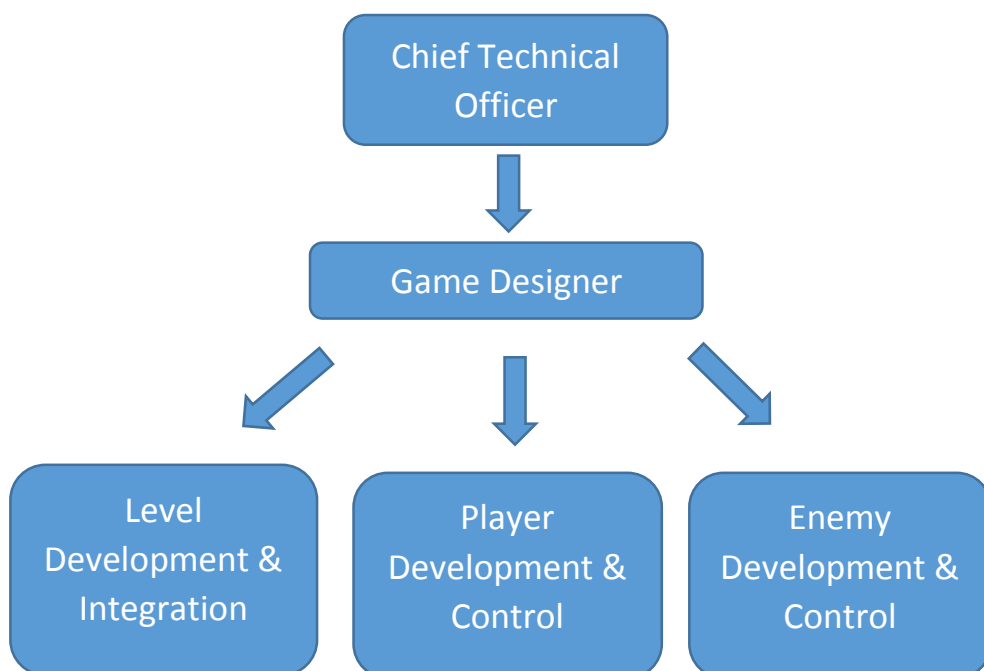 Chief Technical
Officer
Game Designer
Level
Development &
Integration
Player
Development &
Control
Enemy
Development &
Control